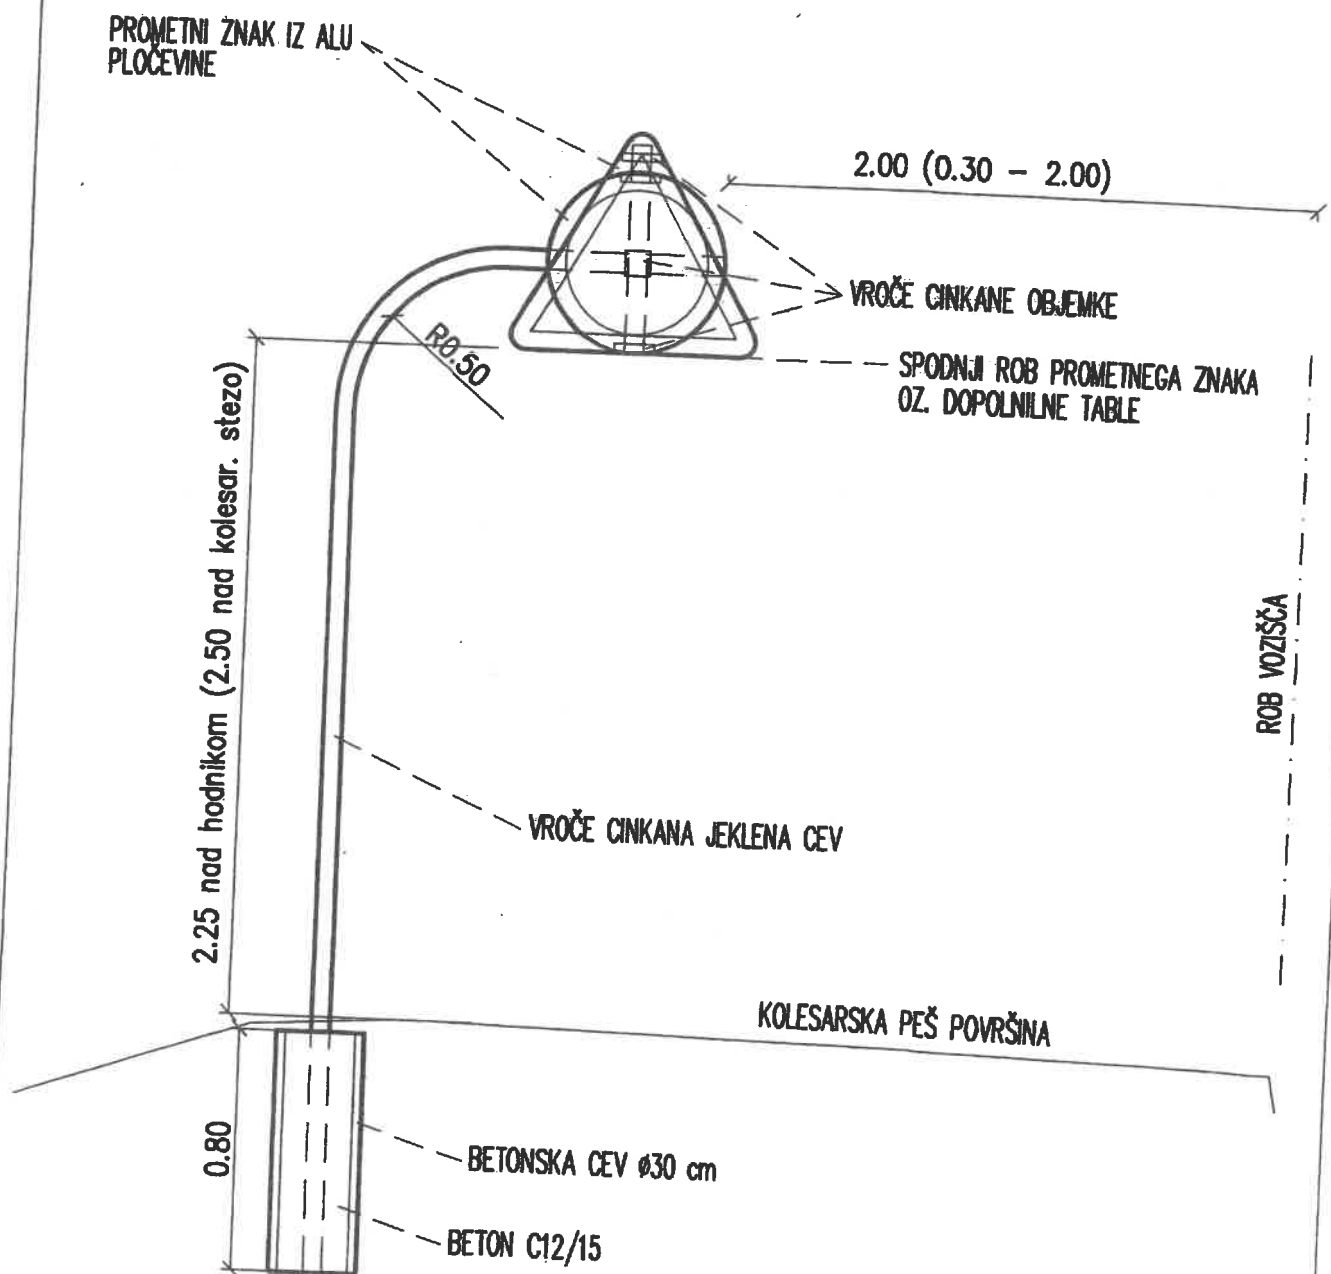 PROMETNI ZNAK IZ ALU
PLOČEVINE
2.00 (0.30 - 2.00)
VROČE CINKANE OBJEMKE
R0.50
SPODNJI ROB PROMETNEGA ZNAKA
OZ. DOPOLNILNE TABLE
2.25 nad hodnikom (2.50 nad kolesar. stezo)
ROB VOZIŠČA
VROČE CINKANA JEKLENA CEV
KOLESARSKA PEŠ POVRŠINA
0.80
BETONSKA CEV ø30 cm
BETON C12/15